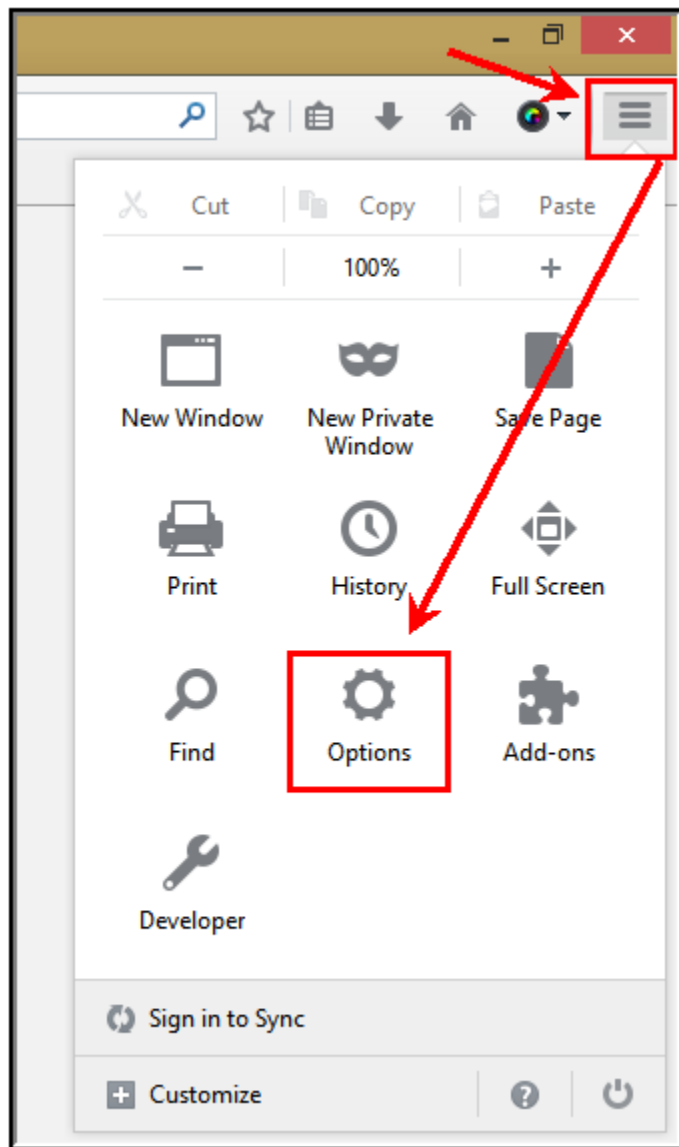 Cut Copy Paste
− 100% +
New Window New Private Window Save Page
Print History Full Screen
Find Options Add-ons
Developer
Sign in to Sync
Customize